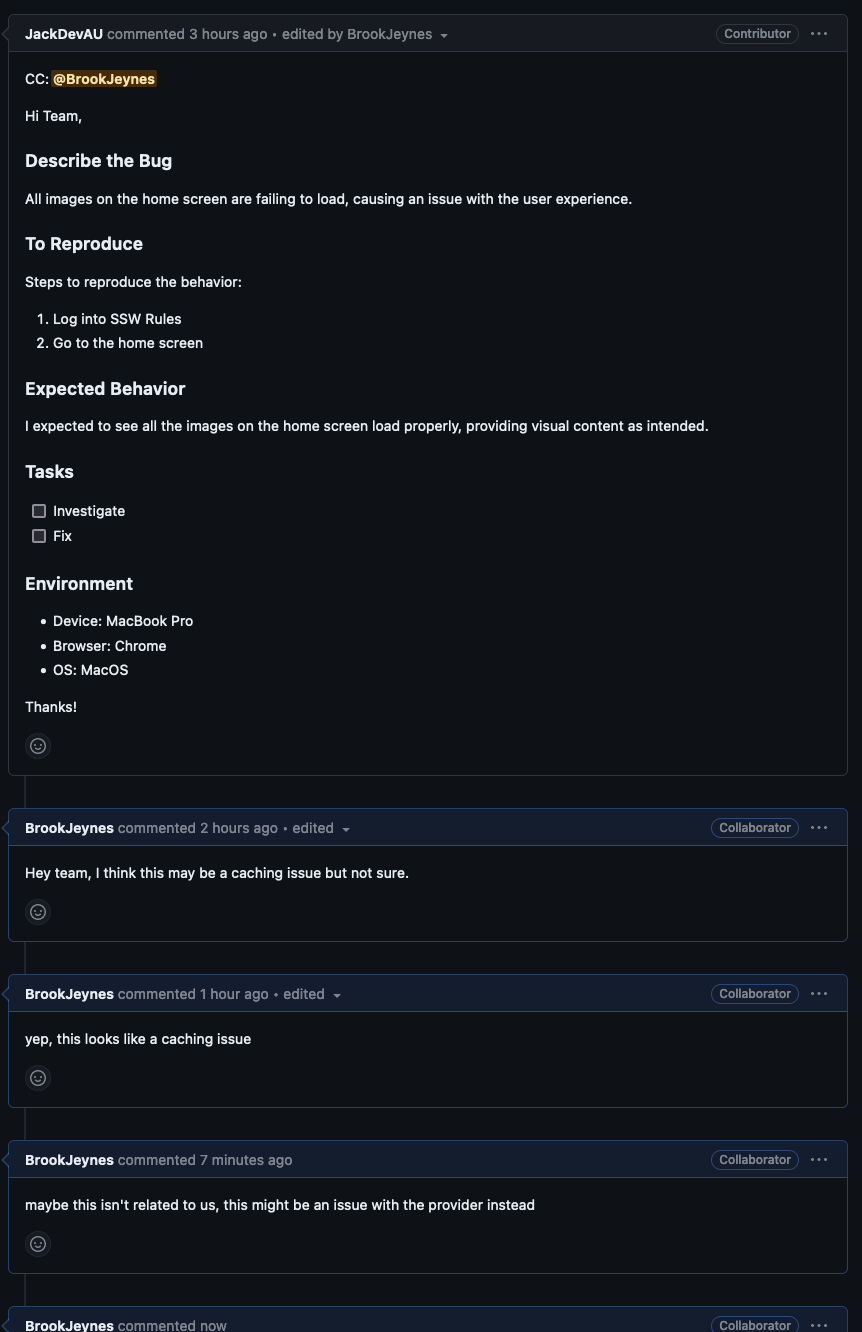 JackDevAU commented 3 hours ago • edited by BrookJeynes
Contributor
CC: @BrookJeynes
Hi Team,
Describe the Bug
All images on the home screen are failing to load, causing an issue with the user experience.
To Reproduce
Steps to reproduce the behavior:
1. Log into SSW Rules
2. Go to the home screen
Expected Behavior
I expected to see all the images on the home screen load properly, providing visual content as intended.
Tasks
Investigate
Fix
Environment
• Device: MacBook Pro
• Browser: Chrome
• OS: MacOS
Thanks!
BrookJeynes commented 2 hours ago • edited
Collaborator
Hey team, I think this may be a caching issue but not sure.
BrookJeynes commented 1 hour ago • edited
Collaborator
yep, this looks like a caching issue
BrookJeynes commented 7 minutes ago
Collaborator
maybe this isn't related to us, this might be an issue with the provider instead
BrookJeynes commented now
Collaborator